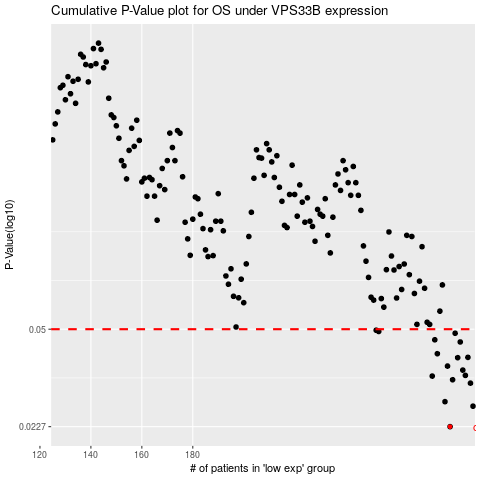 Cumulative P-Value plot for OS under VPS33B expression
P-Value(log10)
0.05
0.0227
120 140 160 180
# of patients in 'low exp' group